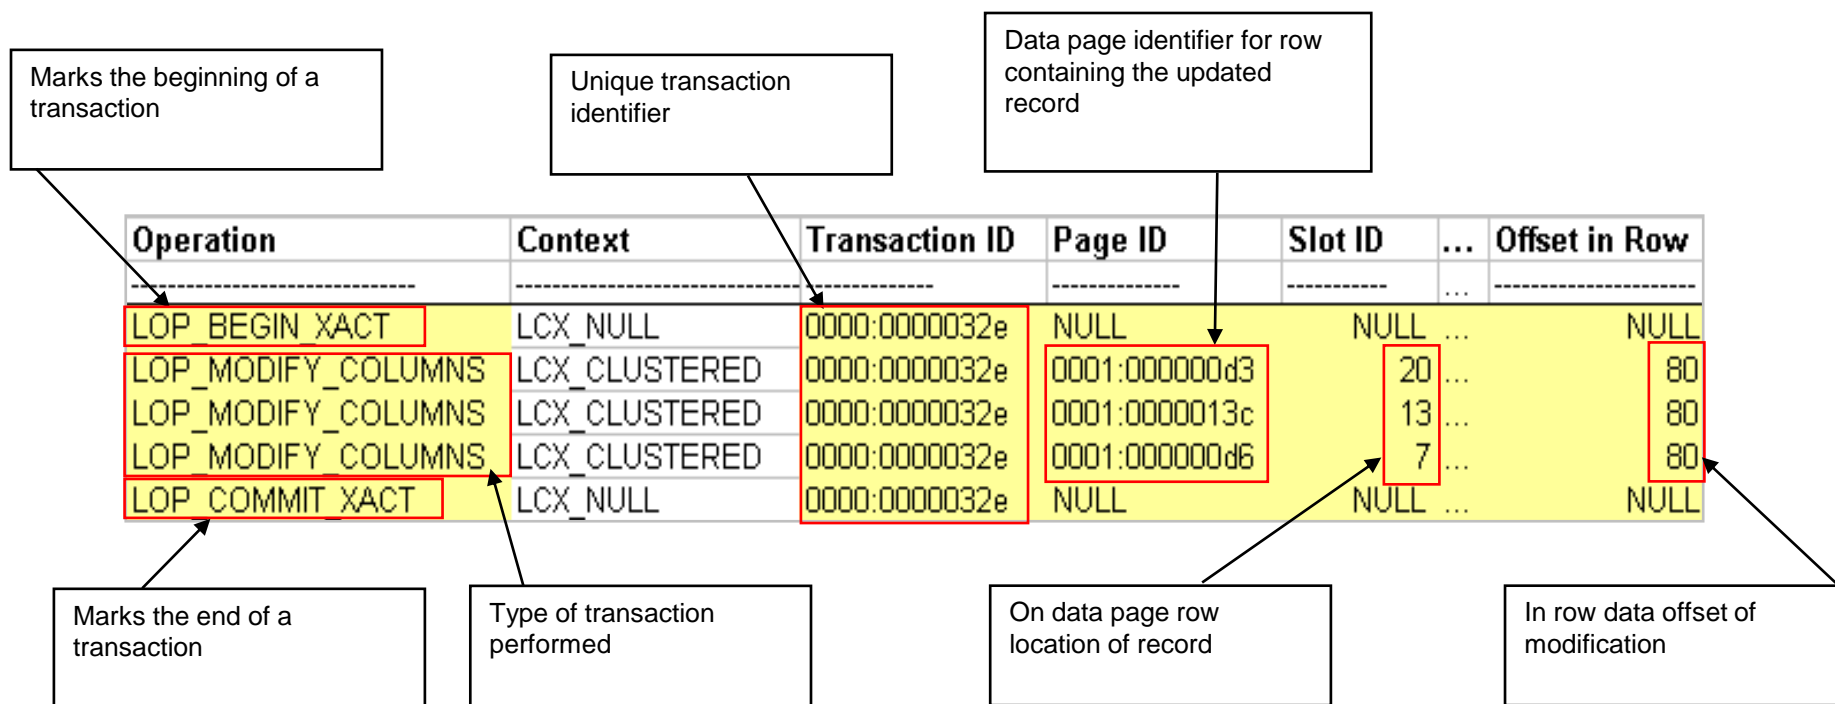 Marks the beginning of a
transaction
Unique transaction
identifier
Data page identifier for row
containing the updated
record
Operation Context Transaction ID Page ID Slot ID ... Offset in Row
------------------------------- ------------------------------- -------------- -------------- ----------- ... ----------------------
LOP_BEGIN_XACT LCX_NULL 0000:0000032e NULL NULL ... NULL
LOP_MODIFY_COLUMNS LCX_CLUSTERED 0000:0000032e 0001:000000d3 20 ... 80
LOP_MODIFY_COLUMNS LCX_CLUSTERED 0000:0000032e 0001:0000013c 13 ... 80
LOP_MODIFY_COLUMNS LCX_CLUSTERED 0000:0000032e 0001:000000d6 7 ... 80
LOP_COMMIT_XACT LCX_NULL 0000:0000032e NULL NULL ... NULL
Marks the end of a
transaction
Type of transaction
performed
On data page row
location of record
In row data offset of
modification